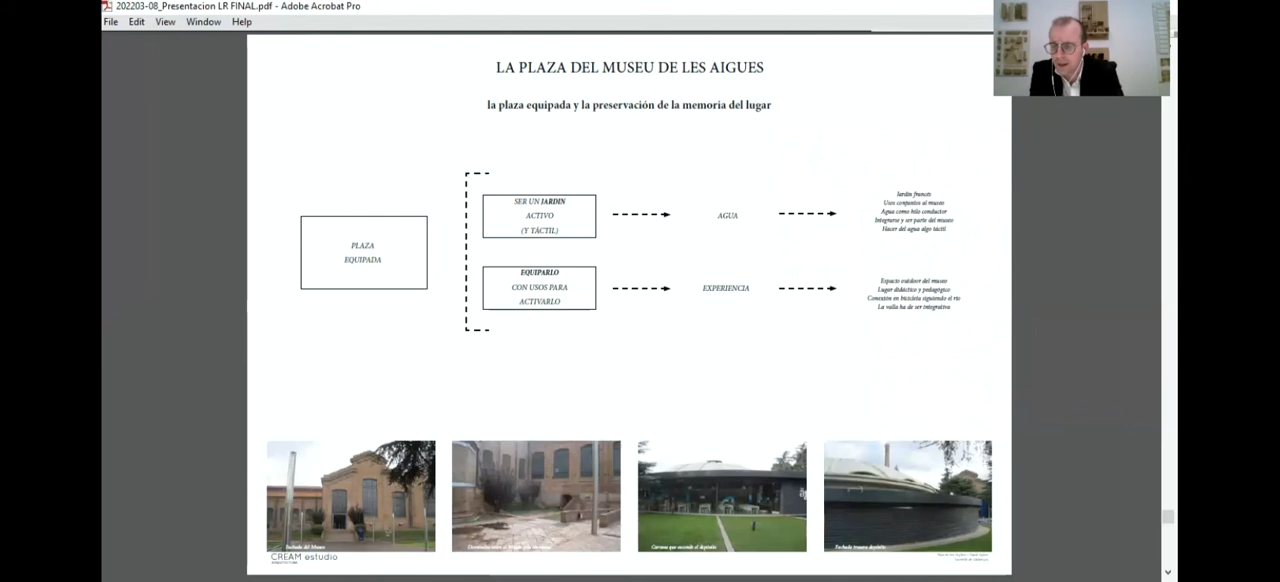 202203-08_Presentacion LR FINAL.pdf - Adobe Acrobat Pro
File Edit View Window Help
LA PLAZA DEL MUSEU DE LES AIGUES
la plaza equipada y la preservación de la memoria del lugar
PLAZA
EQUIPADA
SER UN JARDIN
ACTIVO
(Y TÁCTIL)
AGUA
Jardín francés
Usos conjuntos al museo
Agua como hilo conductor
Integrarse y ser parte del museo
Hacer del agua algo táctil
EQUIPARLO
CON USOS PARA
ACTIVARLO
EXPERIENCIA
Espacio outdoor del museo
Lugar didáctico y pedagógico
Conexión en bicicleta siguiendo el río
La valla ha de ser integrativa
Fachada del Museo
Carcasa que esconde el depósito
Fachada trasera depósito
CREAM estudio
ARQUITECTURA